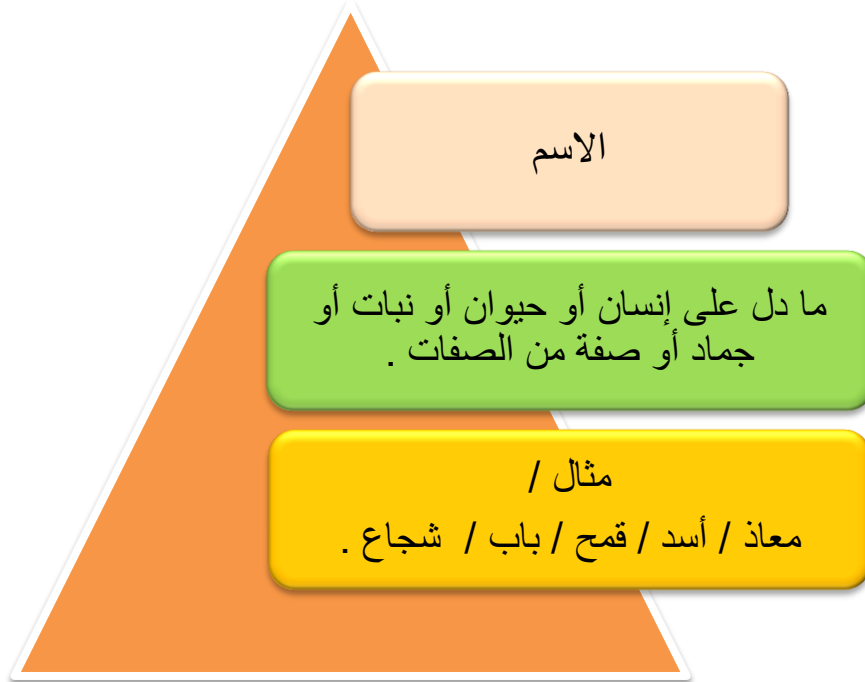 الاسم
ما دل على إنسان أو حيوان أو نبات أو
جماد أو صفة من الصفات .
مثال /
معاذ / أسد / قمح / باب / شجاع .